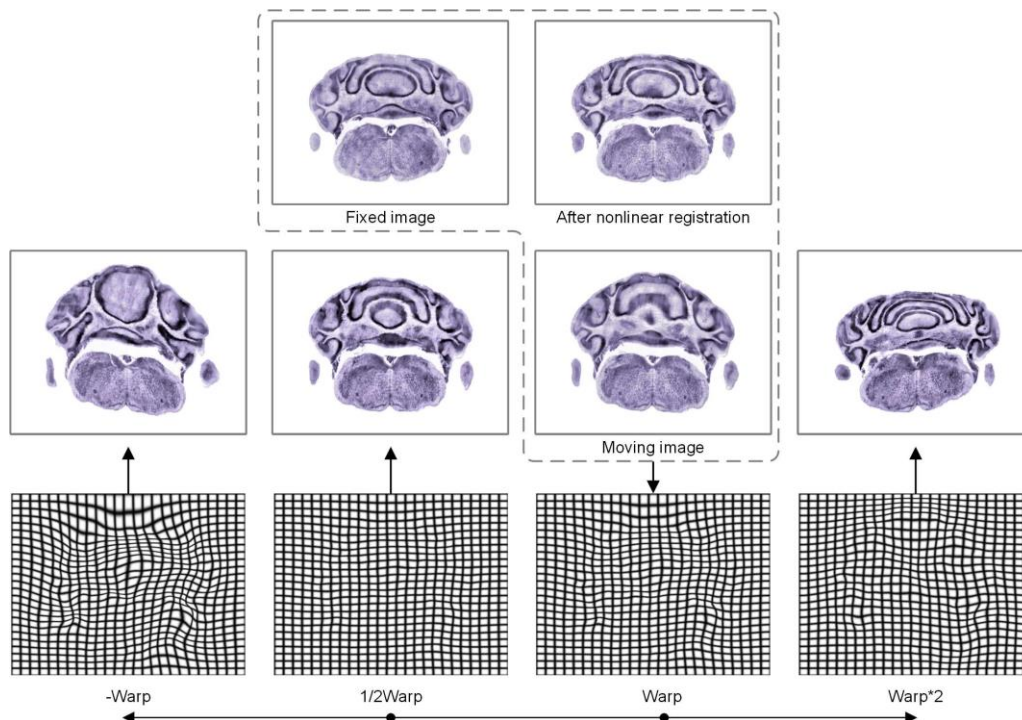 Fixed image
After nonlinear registration
Moving image
-Warp
1/2Warp
Warp
Warp*2